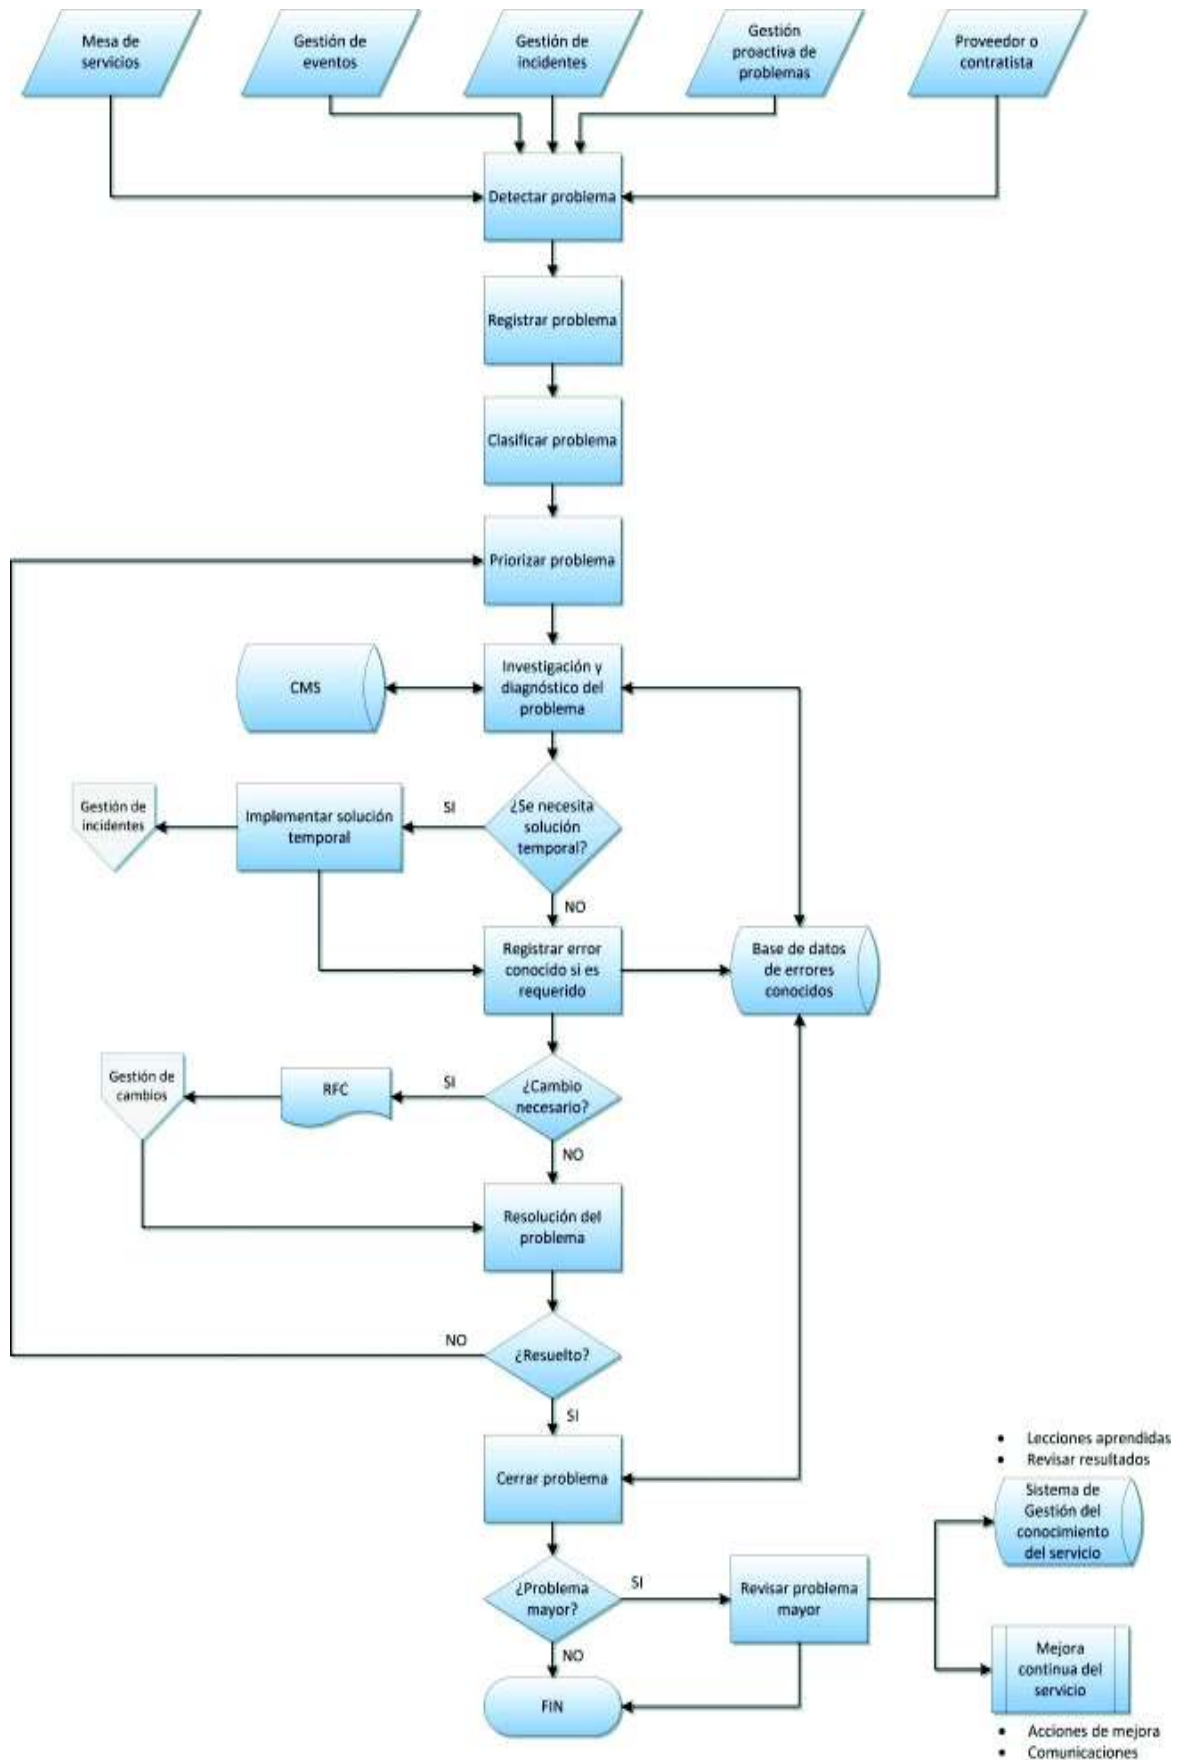 Mesa de
servicios
Gestión de
eventos
Gestión de
incidentes
Gestión
proactiva de
problemas
Proveedor o
contratista
Detectar problema
Registrar problema
Clasificar problema
Priorizar problema
CMS
Investigación y
diagnóstico del
problema
Gestión de
incidentes
Implementar solución
temporal
SI
¿Se necesita
solución
temporal?
NO
Registrar error
conocido si es
requerido
Base de datos
de errores
conocidos
Gestión de
cambios
RFC
SI
¿Cambio
necesario?
NO
Resolución del
problema
NO
¿Resuelto?
SI
Cerrar problema
• Lecciones aprendidas
• Revisar resultados
Sistema de
Gestión del
conocimiento
del servicio
¿Problema
mayor?
SI
Revisar problema
mayor
NO
Mejora
continua del
servicio
FIN
• Acciones de mejora
• Comunicaciones